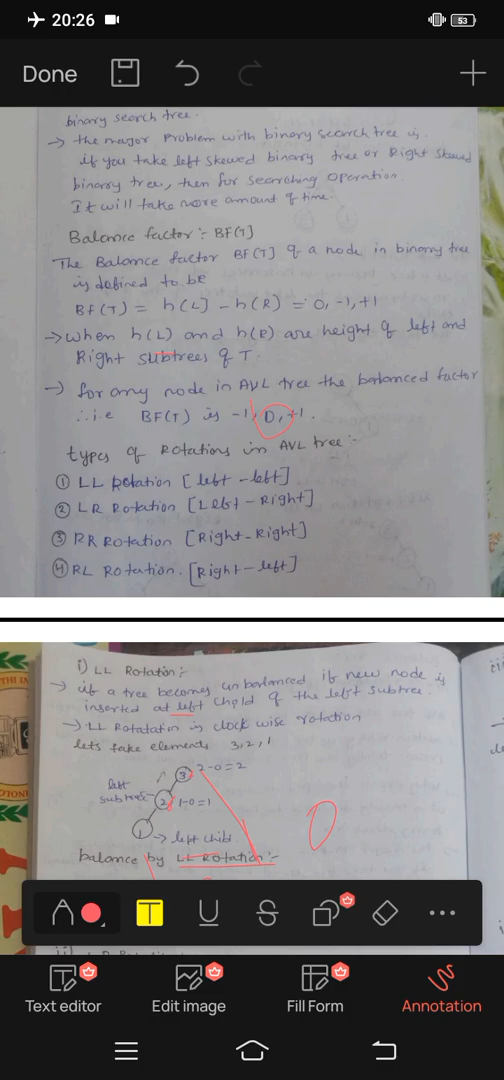 20:26
53
Done
binary search tree.
→ the major problem with binary search tree is.
if you take left skewed binary tree or Right skewed
binary tree, then for searching operation.
It will take more amount of time.
Balance factor :- BF(T)
The Balance factor BF(T) of a node in binary tree
is defined to be
BF(T) = h(L) - h(R) = 0, -1, +1
→ when h(L) and h(R) are height of left and
Right subtrees of T.
→ for any node in AVL tree the balanced factor
∴ i.e BF(T) is -1, 0, +1.
types of Rotations in AVL tree :-
① LL Rotation [left - left]
② LR Rotation [Left - Right]
③ RR Rotation [Right - Right]
④ RL Rotation. [Right - left]
i) LL Rotation :-
→ if a tree becomes unbalanced if new node is
inserted at left child of the left subtree.
→ LL Rotatatin is clock wise rotation
lets take elements 3, 2, 1
3 2-0=2
left
subtree 2 1-0=1
1 → left child
balance by LL Rotation :-
T U S
Text editor Edit image Fill Form Annotation